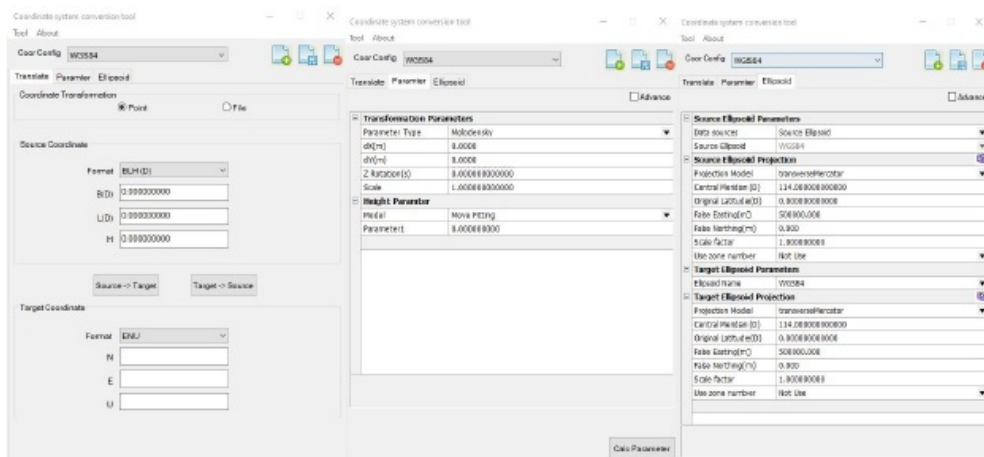 Coordinate system conversion tool
Tool About
Coor Config WGS84
Translate Paramter Ellipsoid
Coordinate Transformation
Point File
Source Coordinate
Format BLH(D)
B(D) 0.000000000
L(D) 0.000000000
H 0.000000000
Source -> Target Target -> Source
Target Coordinate
Format ENU
N
E
U
Coordinate system conversion tool
Tool About
Coor Config WGS84
Translate Paramter Ellipsoid
Advance
Transformation Parameters
Parameter Type Molodensky
dX(m) 0.0000
dY(m) 0.0000
Z Rotation(s) 0.000000000000
Scale 1.000000000000
Height Paramter
Model Move Fitting
Parameter1 0.000000000
Calc Parameter
Coordinate system conversion tool
Tool About
Coor Config WGS84
Translate Paramter Ellipsoid
Advance
Source Ellipsoid Parameters
Data sources Source Ellipsoid
Source Ellipsoid WGS84
Source Ellipsoid Projection
Projection Model transverseMercator
Central Meridian (D) 114.000000000000
Original Latitude(D) 0.000000000000
False Easting(m) 500000.000
False Northing(m) 0.000
Scale factor 1.000000000
Use zone number Not Use
Target Ellipsoid Parameters
Ellipsoid Name WGS84
Target Ellipsoid Projection
Projection Model transverseMercator
Central Meridian (D) 114.000000000000
Original Latitude(D) 0.000000000000
False Easting(m) 500000.000
False Northing(m) 0.000
Scale factor 1.000000000
Use zone number Not Use